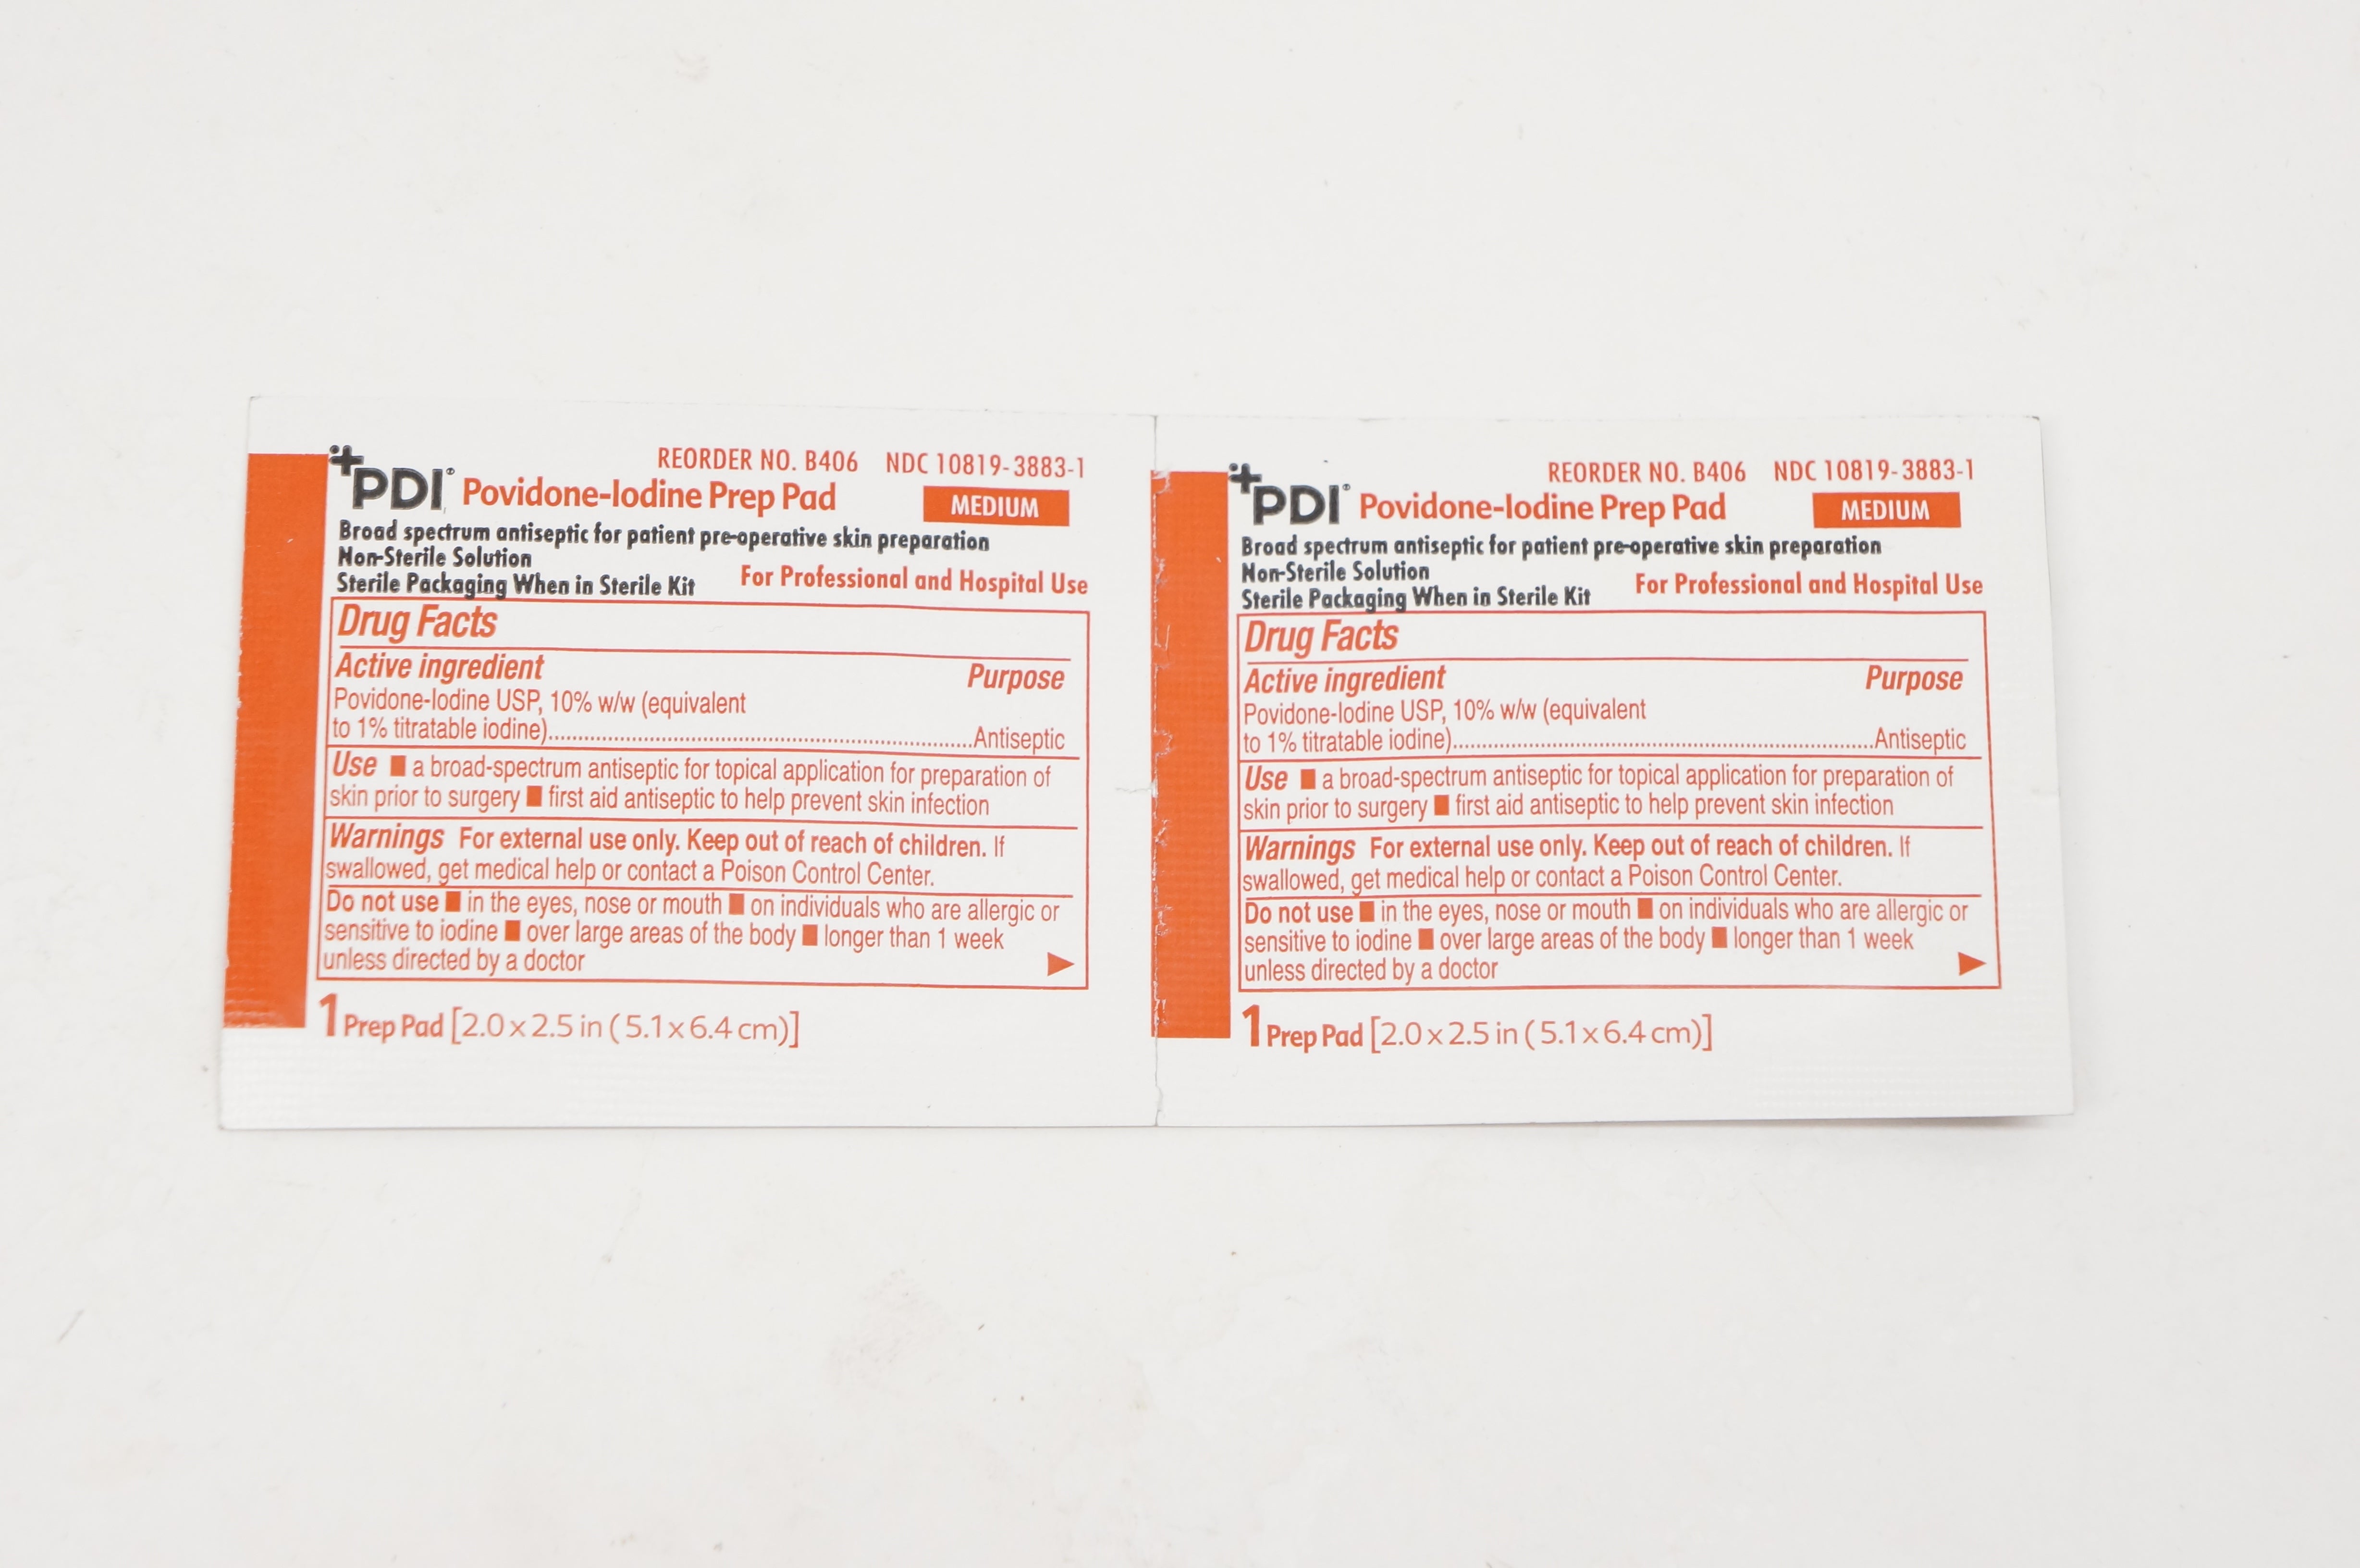 REORDER NO. B406 NDC 10819-3883-1
PDI® Povidone-Iodine Prep Pad MEDIUM
Broad spectrum antiseptic for patient pre-operative skin preparation
Non-Sterile Solution
Sterile Packaging When in Sterile Kit For Professional and Hospital Use
Drug Facts
Active ingredient Purpose
Povidone-Iodine USP, 10% w/w (equivalent
to 1% titratable iodine)......................................................................Antiseptic
Use ■ a broad-spectrum antiseptic for topical application for preparation of
skin prior to surgery ■ first aid antiseptic to help prevent skin infection
Warnings For external use only. Keep out of reach of children. If
swallowed, get medical help or contact a Poison Control Center.
Do not use ■ in the eyes, nose or mouth ■ on individuals who are allergic or
sensitive to iodine ■ over large areas of the body ■ longer than 1 week
unless directed by a doctor
1 Prep Pad [2.0 x 2.5 in (5.1 x 6.4 cm)]
REORDER NO. B406 NDC 10819-3883-1
PDI® Povidone-Iodine Prep Pad MEDIUM
Broad spectrum antiseptic for patient pre-operative skin preparation
Non-Sterile Solution
Sterile Packaging When in Sterile Kit For Professional and Hospital Use
Drug Facts
Active ingredient Purpose
Povidone-Iodine USP, 10% w/w (equivalent
to 1% titratable iodine)......................................................................Antiseptic
Use ■ a broad-spectrum antiseptic for topical application for preparation of
skin prior to surgery ■ first aid antiseptic to help prevent skin infection
Warnings For external use only. Keep out of reach of children. If
swallowed, get medical help or contact a Poison Control Center.
Do not use ■ in the eyes, nose or mouth ■ on individuals who are allergic or
sensitive to iodine ■ over large areas of the body ■ longer than 1 week
unless directed by a doctor
1 Prep Pad [2.0 x 2.5 in (5.1 x 6.4 cm)]